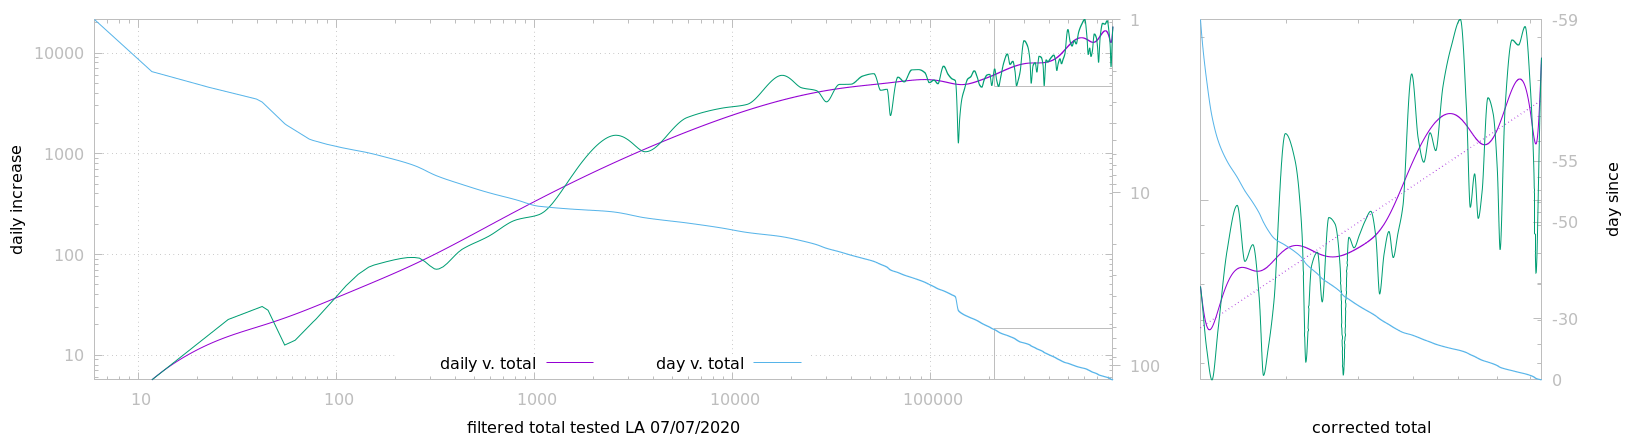 10000
1000
100
10
daily increase
10
100
1000
10000
100000
filtered total tested LA 07/07/2020
daily v. total
day v. total
1
10
100
-59
-55
-50
-30
0
day since
corrected total